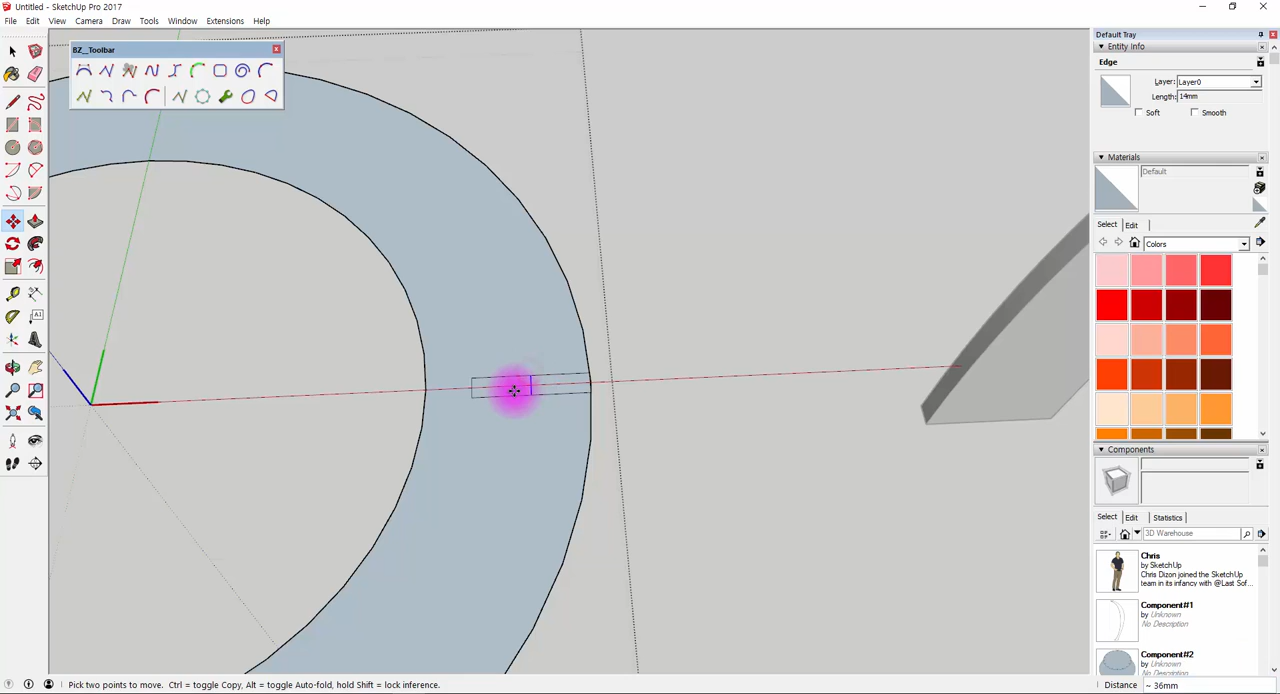 Untitled - SketchUp Pro 2017
File Edit View Camera Draw Tools Window Extensions Help
BZ__Toolbar
Default Tray
Entity Info
Edge
Layer: Layer0
Length: 14mm
Soft Smooth
Materials
Default
Select Edit
Colors
Components
Select Edit Statistics
3D Warehouse
Chris
by SketchUp
Chris Dizon joined the SketchUp
team in its infancy with @Last Sof...
Component#1
by Unknown
No Description
Component#2
by Unknown
No Description
Pick two points to move. Ctrl = toggle Copy, Alt = toggle Auto-fold, hold Shift = lock inference.
Distance ~ 36mm